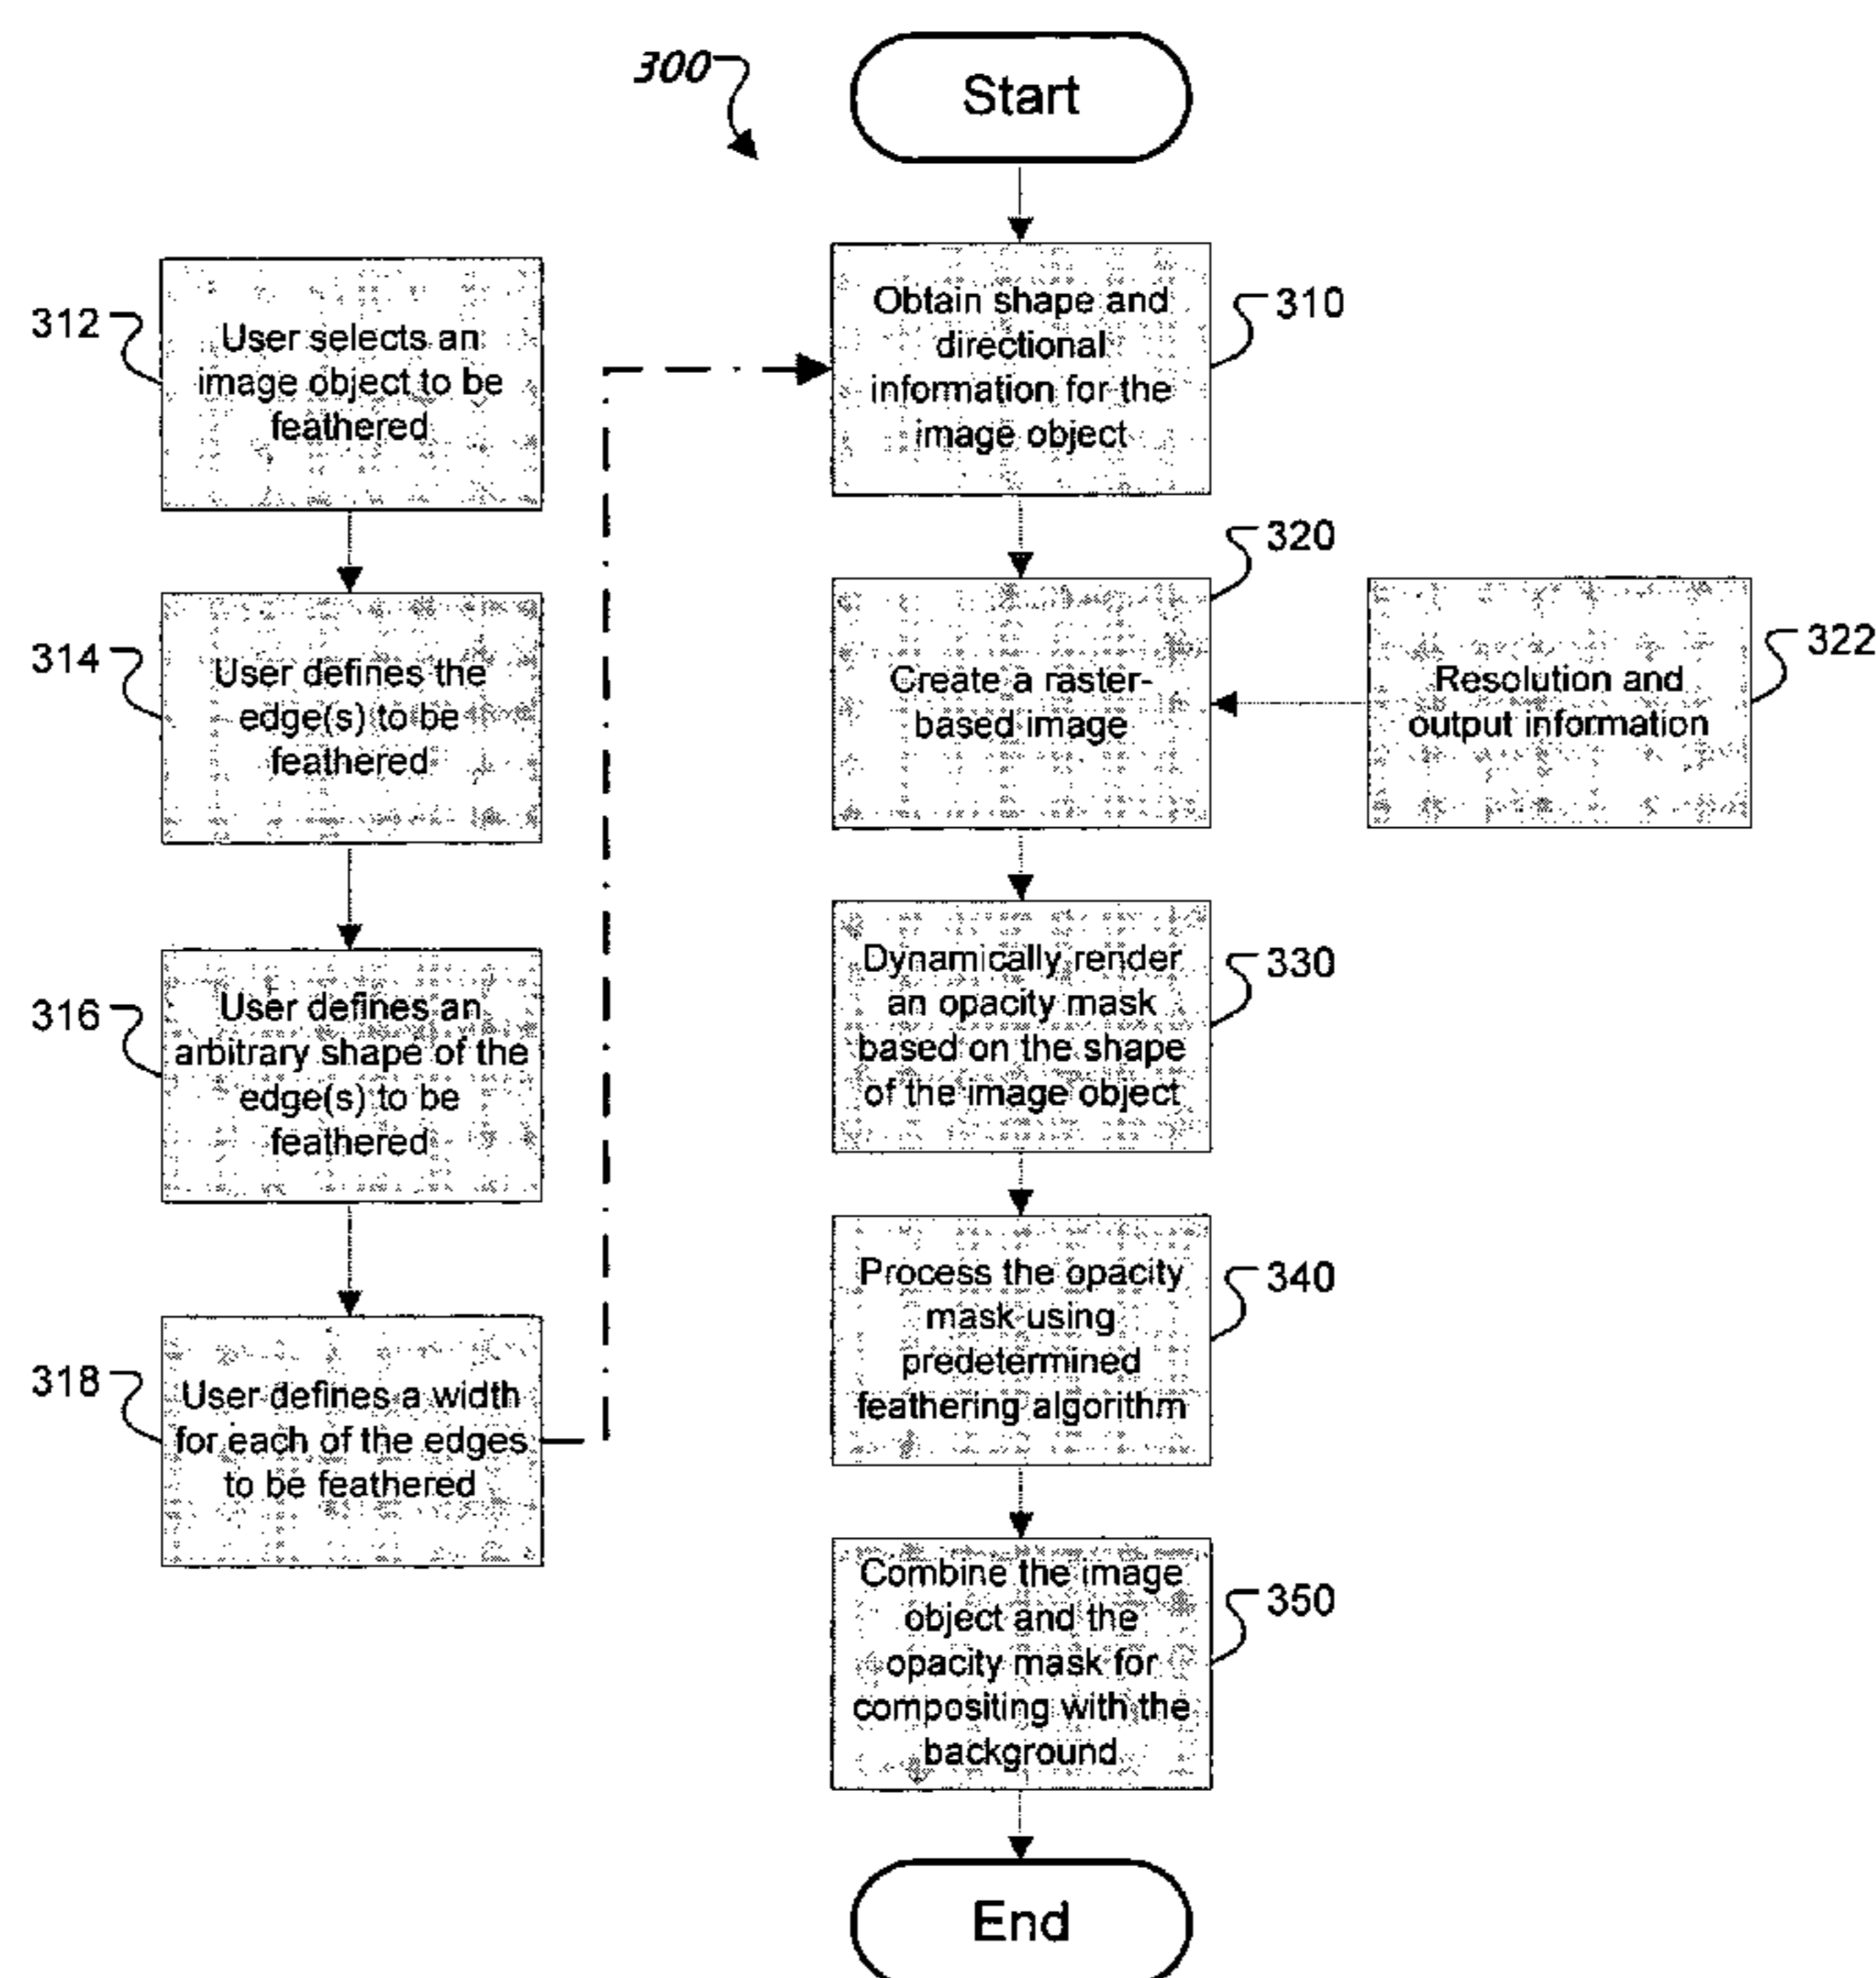 300
Start
312
User selects an
image object to be
feathered
314
User defines the
edge(s) to be
feathered
316
User defines an
arbitrary shape of the
edge(s) to be
feathered
318
User defines a width
for each of the edges
to be feathered
Obtain shape and
directional
information for the
image object
310
Create a raster-
based image
320
Resolution and
output information
322
Dynamically render
an opacity mask
based on the shape
of the image object
330
Process the opacity
mask using
predetermined
feathering algorithm
340
Combine the image
object and the
opacity mask for
compositing with the
background
350
End